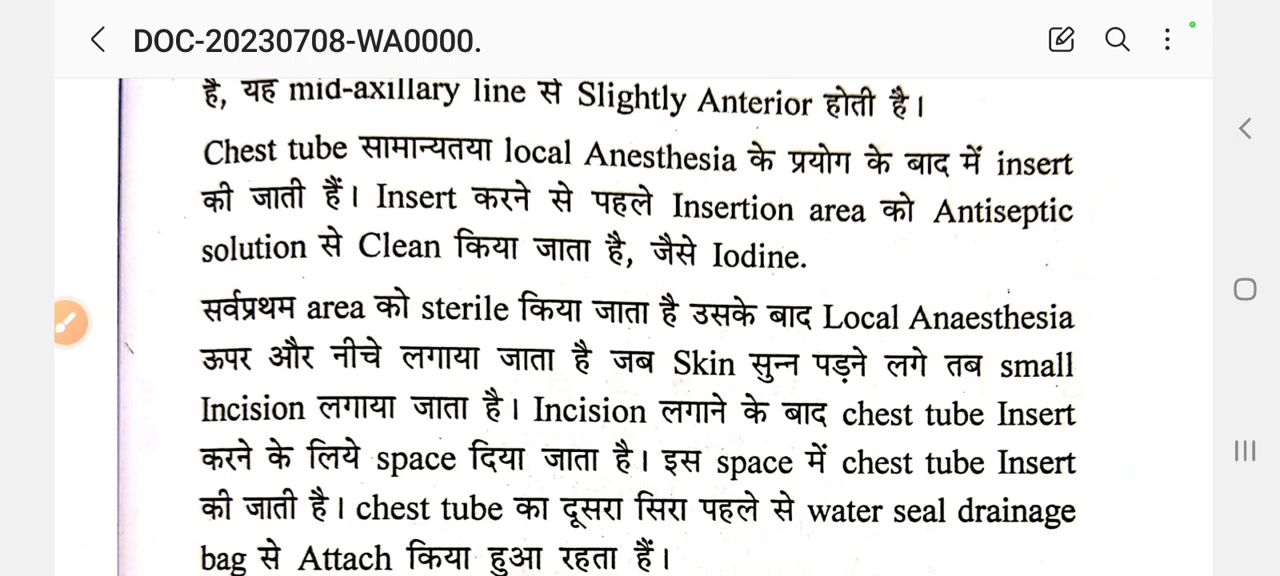 DOC-20230708-WA0000.
है, यह mid-axillary line से Slightly Anterior होती है।
Chest tube सामान्यतया local Anesthesia के प्रयोग के बाद में insert
की जाती हैं। Insert करने से पहले Insertion area को Antiseptic
solution से Clean किया जाता है, जैसे Iodine.
सर्वप्रथम area को sterile किया जाता है उसके बाद Local Anaesthesia
ऊपर और नीचे लगाया जाता है जब Skin सुन्न पड़ने लगे तब small
Incision लगाया जाता है। Incision लगाने के बाद chest tube Insert
करने के लिये space दिया जाता है। इस space में chest tube Insert
की जाती है। chest tube का दूसरा सिरा पहले से water seal drainage
bag से Attach किया हुआ रहता हैं।